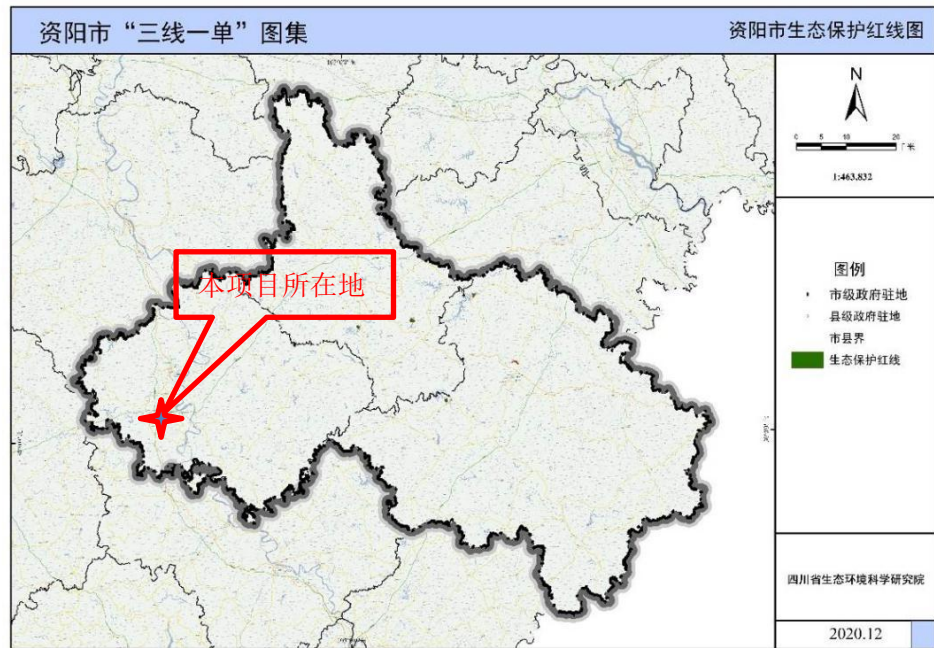 资阳市“三线一单”图集
资阳市生态保护红线图
N
0 5 10 20
千米
1:463,832
本项目所在地
图例
市级政府驻地
县级政府驻地
市县界
生态保护红线
四川省生态环境科学研究院
2020.12